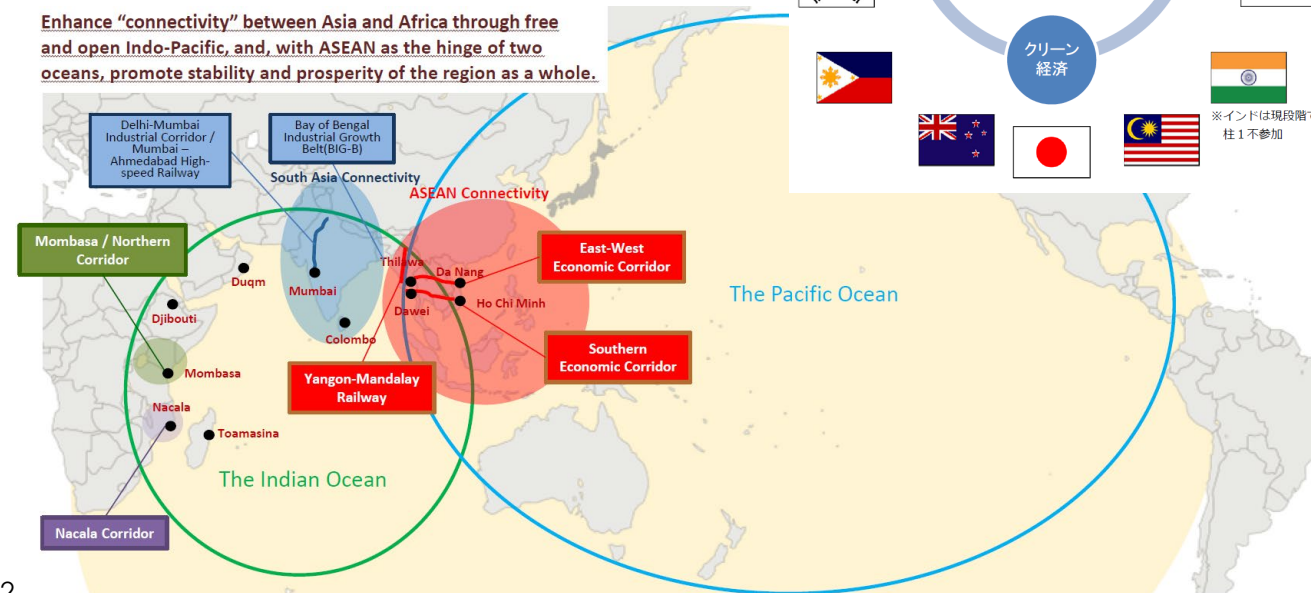 Enhance “connectivity” between Asia and Africa through free
and open Indo-Pacific, and, with ASEAN as the hinge of two
oceans, promote stability and prosperity of the region as a whole.
クリーン
経済
※インドは現段階で
柱１不参加
Delhi-Mumbai
Industrial Corridor /
Mumbai –
Ahmedabad High-
speed Railway
Bay of Bengal
Industrial Growth
Belt(BIG-B)
South Asia Connectivity
ASEAN Connectivity
Mombasa / Northern
Corridor
East-West
Economic Corridor
Thilawa
Da Nang
Duqm
Mumbai
Dawei
Ho Chi Minh
The Pacific Ocean
Djibouti
Colombo
Southern
Economic Corridor
Mombasa
Yangon-Mandalay
Railway
Nacala
Toamasina
The Indian Ocean
Nacala Corridor
2